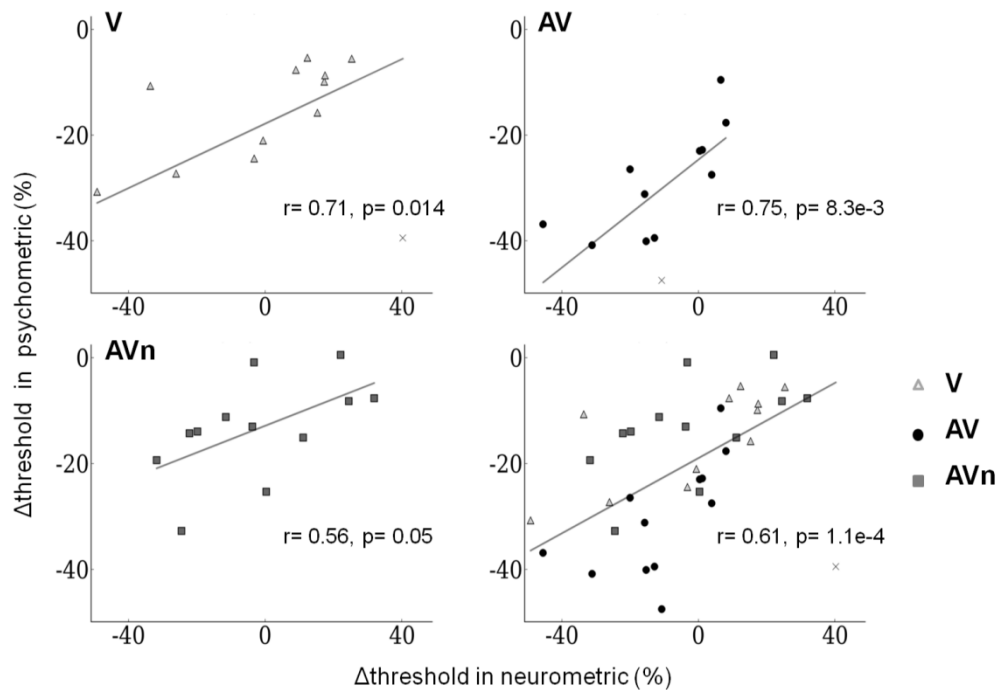 V
0
-20
-40
-40 0 40
r= 0.71, p= 0.014
AV
0
-20
-40
-40 0 40
r= 0.75, p= 8.3e-3
AVn
0
-20
-40
-40 0 40
r= 0.56, p= 0.05
0
-20
-40
-40 0 40
r= 0.61, p= 1.1e-4
V
AV
AVn
Δthreshold in psychometric (%)
Δthreshold in neurometric (%)